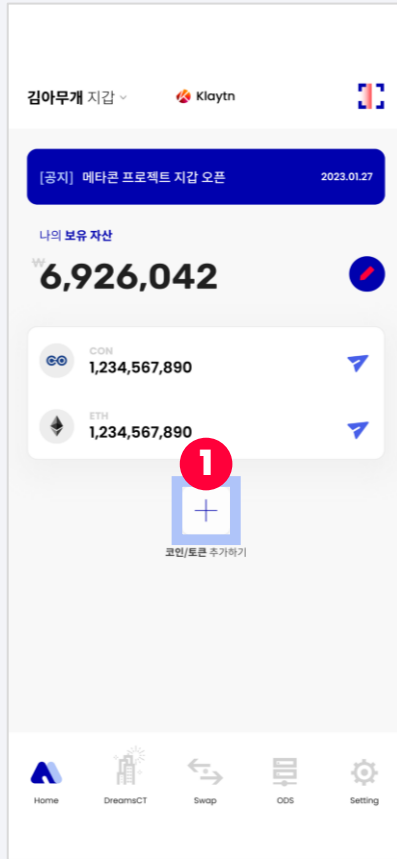 김아무개 지갑
Klaytn
[공지] 메타콘 프로젝트 지갑 오픈 2023.01.27
나의 보유 자산
₩6,926,042
CON
1,234,567,890
ETH
1,234,567,890
1
코인/토큰 추가하기
Home DreamsCT Swap ODS Setting